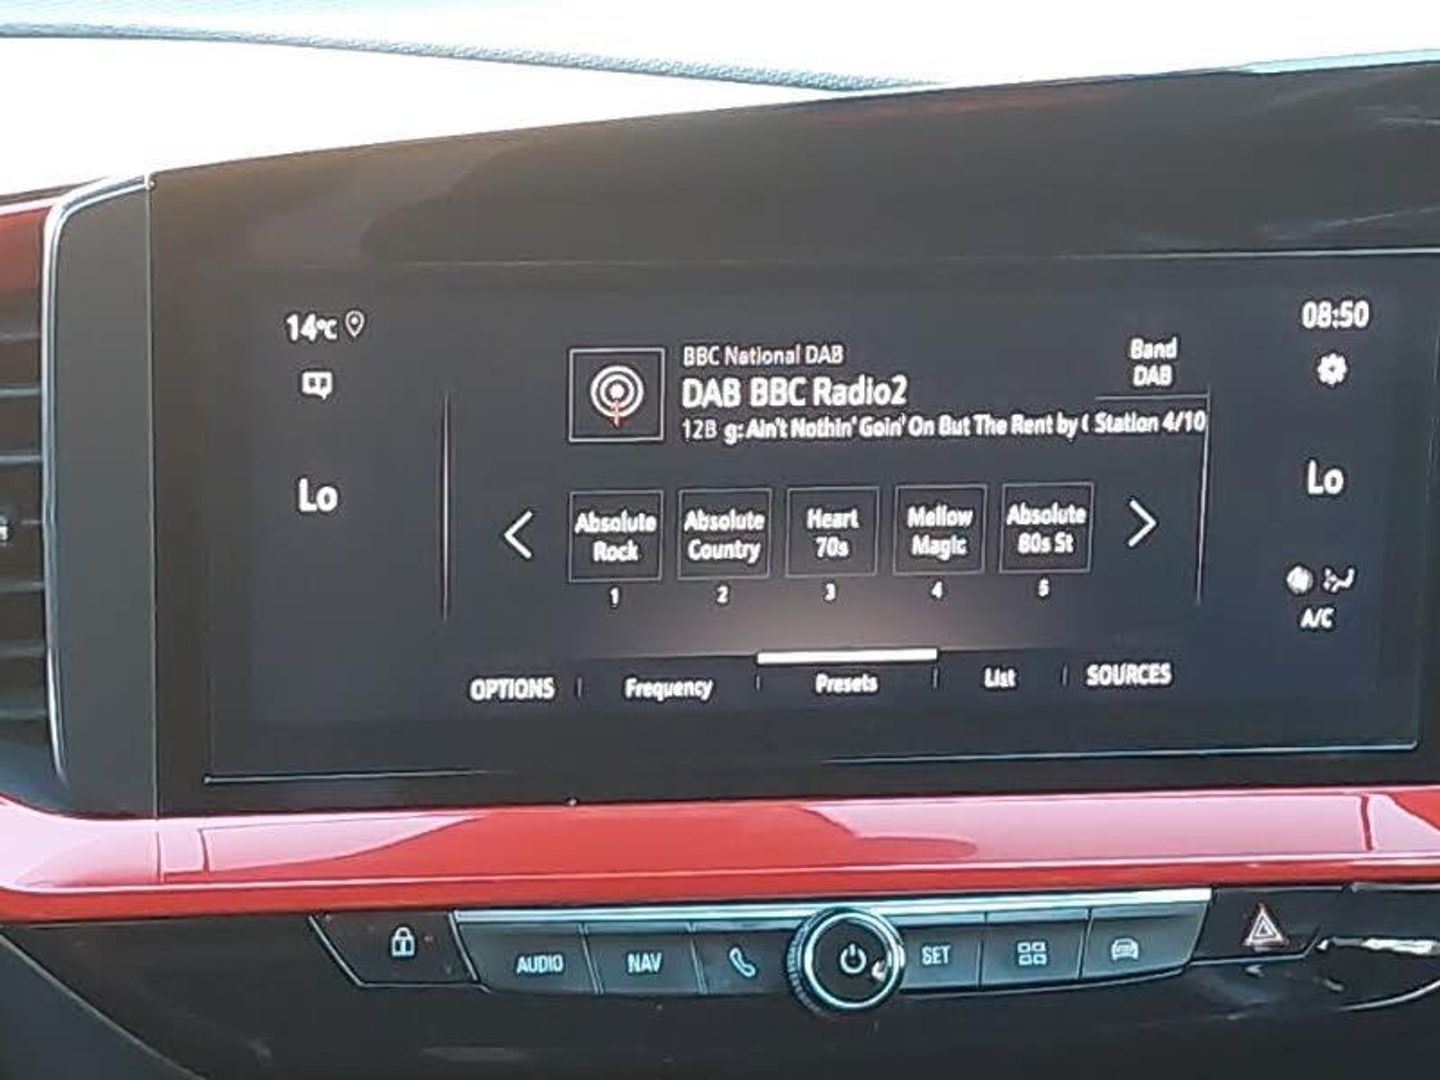 14°C
08:50
BBC National DAB
DAB BBC Radio2
12B g: Ain't Nothin' Goin' On But The Rent by ( Station 4/10
Band
DAB
Lo
Lo
Absolute
Rock
1
Absolute
Country
2
Heart
70s
3
Mellow
Magic
4
Absolute
80s St
5
A/C
OPTIONS
Frequency
Presets
List
SOURCES
AUDIO
NAV
SET